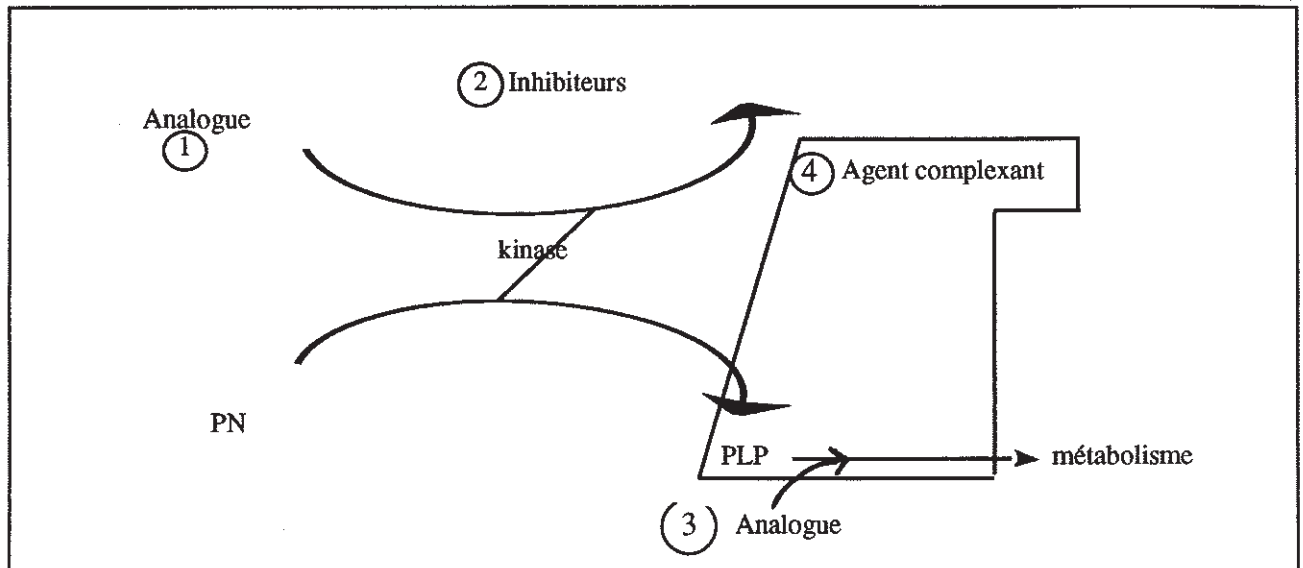 2 Inhibiteurs
Analogue
1
4 Agent complexant
kinase
PN
PLP
métabolisme
3 Analogue